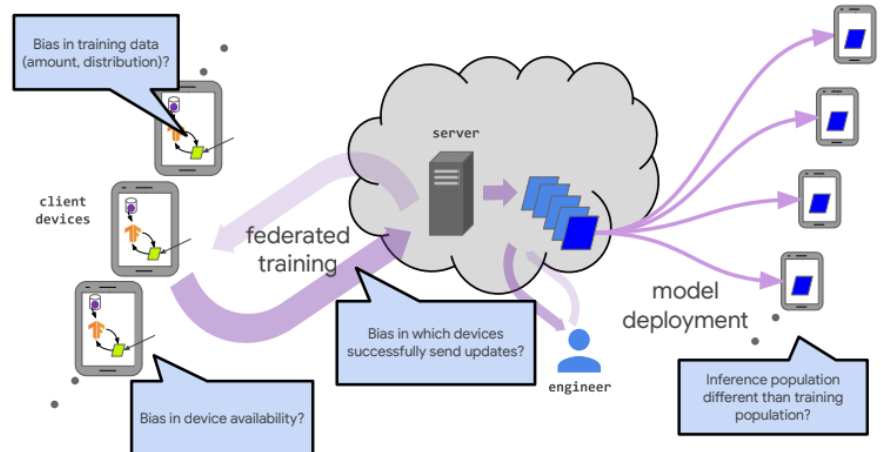 Bias in training data
(amount, distribution)?
server
client
devices
federated
training
Bias in which devices
successfully send updates?
model
deployment
engineer
Bias in device availability?
Inference population
different than training
population?